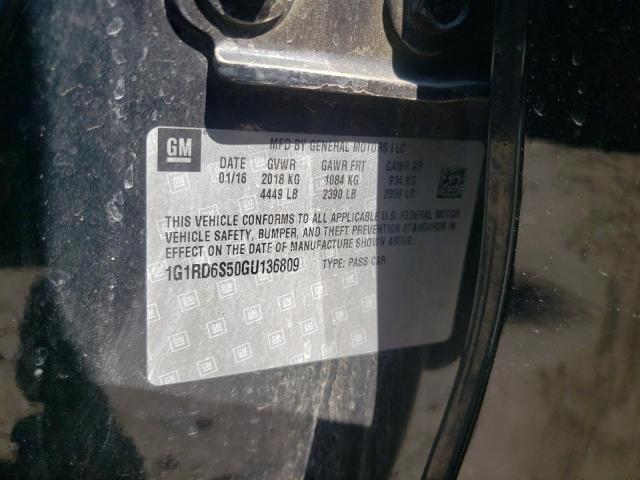 GM
MFD BY GENERAL MOTORS LLC
DATE GVWR GAWR FRT GAWR RR
01/16 2018 KG 1084 KG 934 KG
4449 LB 2390 LB 2059 LB
THIS VEHICLE CONFORMS TO ALL APPLICABLE U.S. FEDERAL MOTOR
VEHICLE SAFETY, BUMPER, AND THEFT PREVENTION STANDARDS IN
EFFECT ON THE DATE OF MANUFACTURE SHOWN ABOVE.
1G1RD6S50GU136809 TYPE: PASS CAR